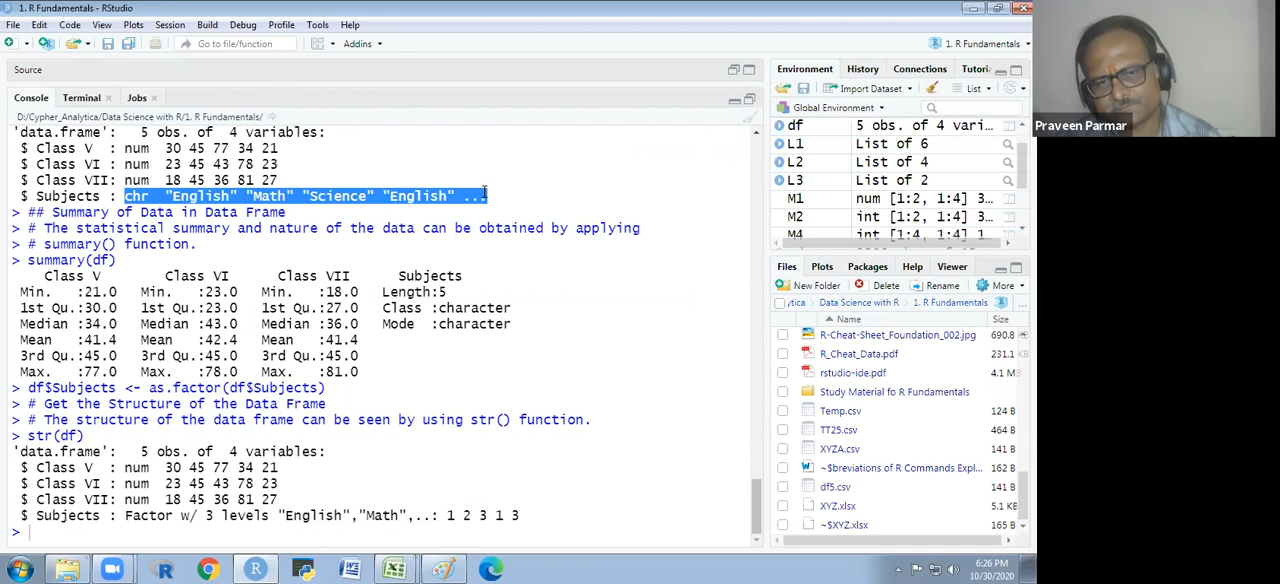 1. R Fundamentals - RStudio
File Edit Code View Plots Session Build Debug Profile Tools Help
Go to file/function Addins 1. R Fundamentals
Source
Console Terminal Jobs
D:/Cypher_Analytica/Data Science with R/1. R Fundamentals/
'data.frame': 5 obs. of 4 variables:
$ Class V : num 30 45 77 34 21
$ Class VI : num 23 45 43 78 23
$ Class VII: num 18 45 36 81 27
$ Subjects : chr "English" "Math" "Science" "English" ...
> ## Summary of Data in Data Frame
> # The statistical summary and nature of the data can be obtained by applying
> # summary() function.
> summary(df)
Class V Class VI Class VII Subjects
Min. :21.0 Min. :23.0 Min. :18.0 Length:5
1st Qu.:30.0 1st Qu.:23.0 1st Qu.:27.0 Class :character
Median :34.0 Median :43.0 Median :36.0 Mode :character
Mean :41.4 Mean :42.4 Mean :41.4
3rd Qu.:45.0 3rd Qu.:45.0 3rd Qu.:45.0
Max. :77.0 Max. :78.0 Max. :81.0
> df$Subjects <- as.factor(df$Subjects)
> # Get the Structure of the Data Frame
> # The structure of the data frame can be seen by using str() function.
> str(df)
'data.frame': 5 obs. of 4 variables:
$ Class V : num 30 45 77 34 21
$ Class VI : num 23 45 43 78 23
$ Class VII: num 18 45 36 81 27
$ Subjects : Factor w/ 3 levels "English","Math",..: 1 2 3 1 3
>
Environment History Connections Tutori
Import Dataset List
Global Environment
df 5 obs. of 4 vari...
L1 List of 6
L2 List of 4
L3 List of 2
M1 num [1:2, 1:4] 3...
M2 int [1:2, 1:4] 3...
M4 int [1:4, 1:4] 1...
Files Plots Packages Help Viewer
New Folder Delete Rename More
ytica Data Science with R 1. R Fundamentals ...
Name Size
R-Cheat-Sheet_Foundation_002.jpg 690.8 KB
R_Cheat_Data.pdf 231.1 KB
rstudio-ide.pdf 4.1 M
Study Material fo R Fundamentals
Temp.csv 124 B
TT25.csv 464 B
XYZA.csv 141 B
~$breviations of R Commands Expl... 162 B
df5.csv 141 B
XYZ.xlsx 5.1 KB
~$XYZ.xlsx 165 B
Praveen Parmar
6:26 PM
10/30/2020